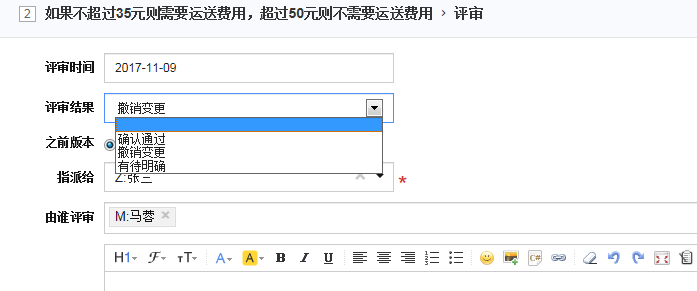 2 如果不超过35元则需要运送费用，超过50元则不需要运送费用 › 评审
评审时间 2017-11-09
评审结果 撤销变更
确认通过
之前版本 撤销变更
有待明确
指派给 Z:张三 *
由谁评审 M:马蓉 ×
H1 ℱ тT A A B I U C#